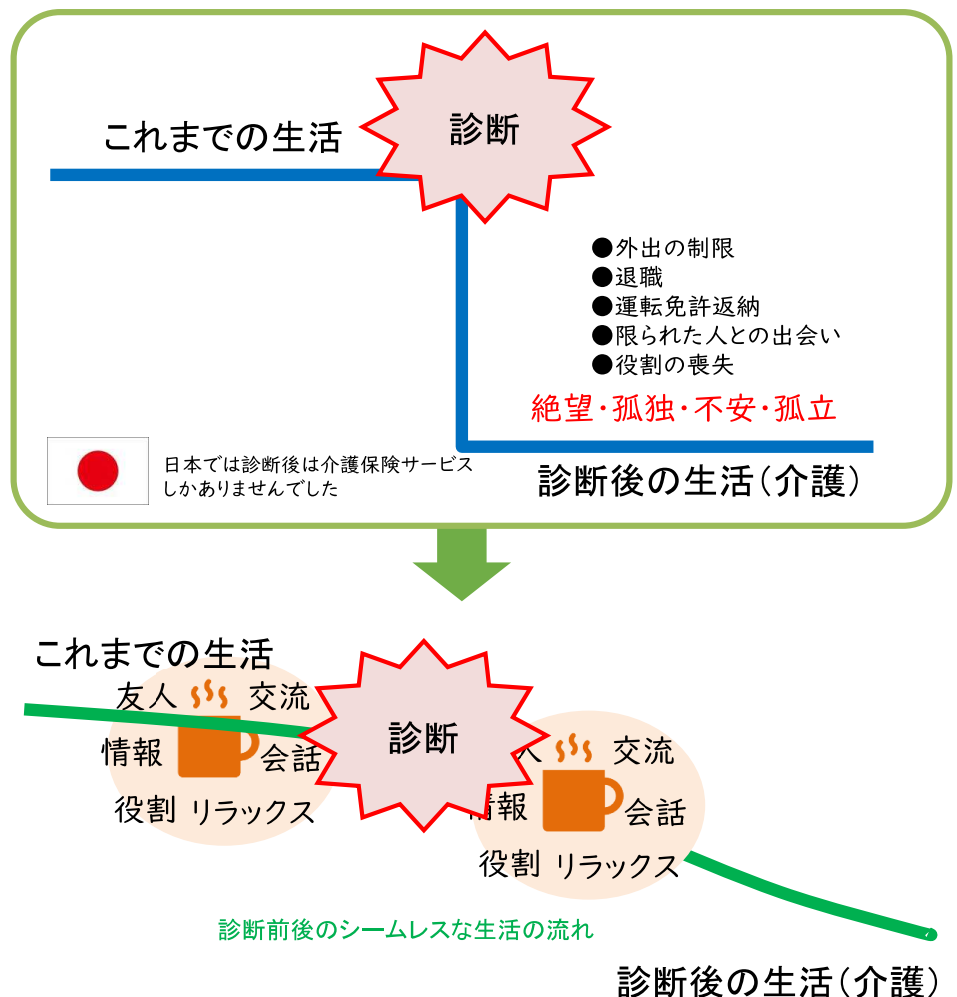 診断
これまでの生活
●外出の制限
●退職
●運転免許返納
●限られた人との出会い
●役割の喪失
絶望・孤独・不安・孤立
日本では診断後は介護保険サービス
しかありませんでした
診断後の生活(介護)
これまでの生活
友人 交流
情報 会話
役割 リラックス
診断
人 交流
情報 会話
役割 リラックス
診断前後のシームレスな生活の流れ
診断後の生活(介護)